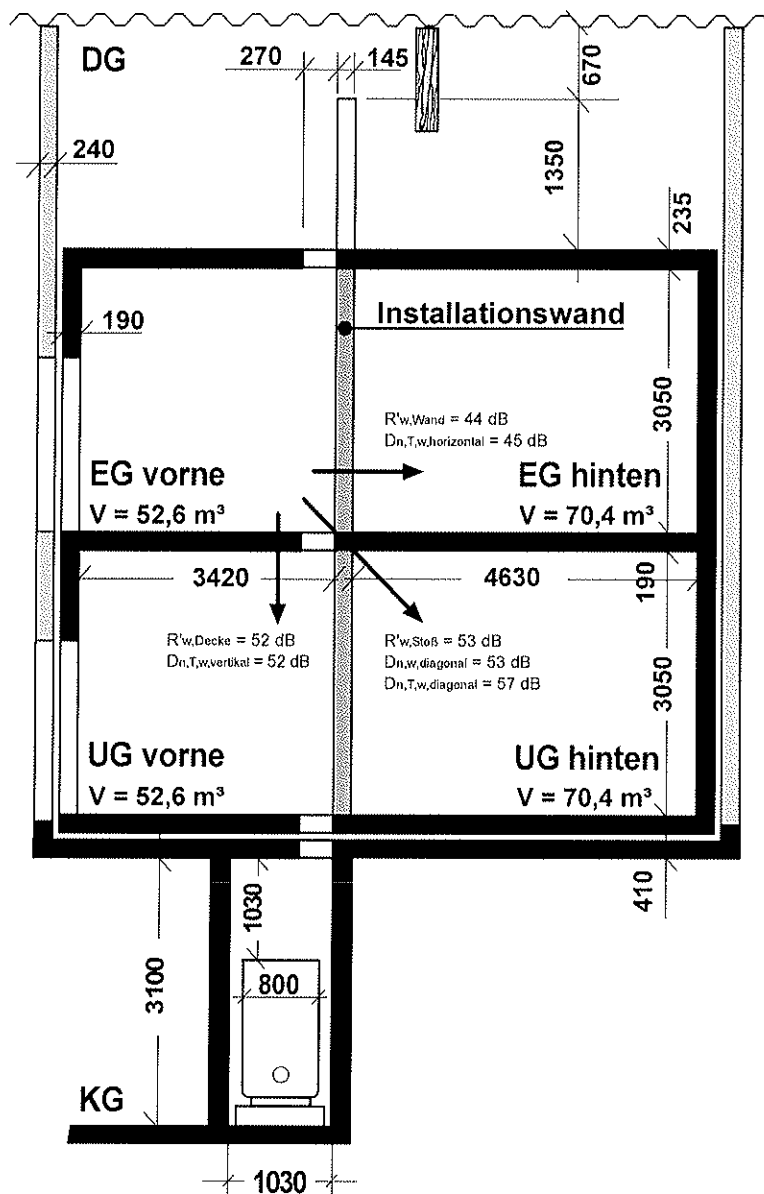 DG
270
145
670
240
1350
235
190
Installationswand
3050
R'w,Wand = 44 dB
Dn,T,w,horizontal = 45 dB
EG vorne
V = 52,6 m³
EG hinten
V = 70,4 m³
3420
4630
190
R'w,Decke = 52 dB
Dn,T,w,vertikal = 52 dB
R'w,Stoß = 53 dB
Dn,w,diagonal = 53 dB
Dn,T,w,diagonal = 57 dB
3050
UG vorne
V = 52,6 m³
UG hinten
V = 70,4 m³
1030
410
3100
800
KG
1030